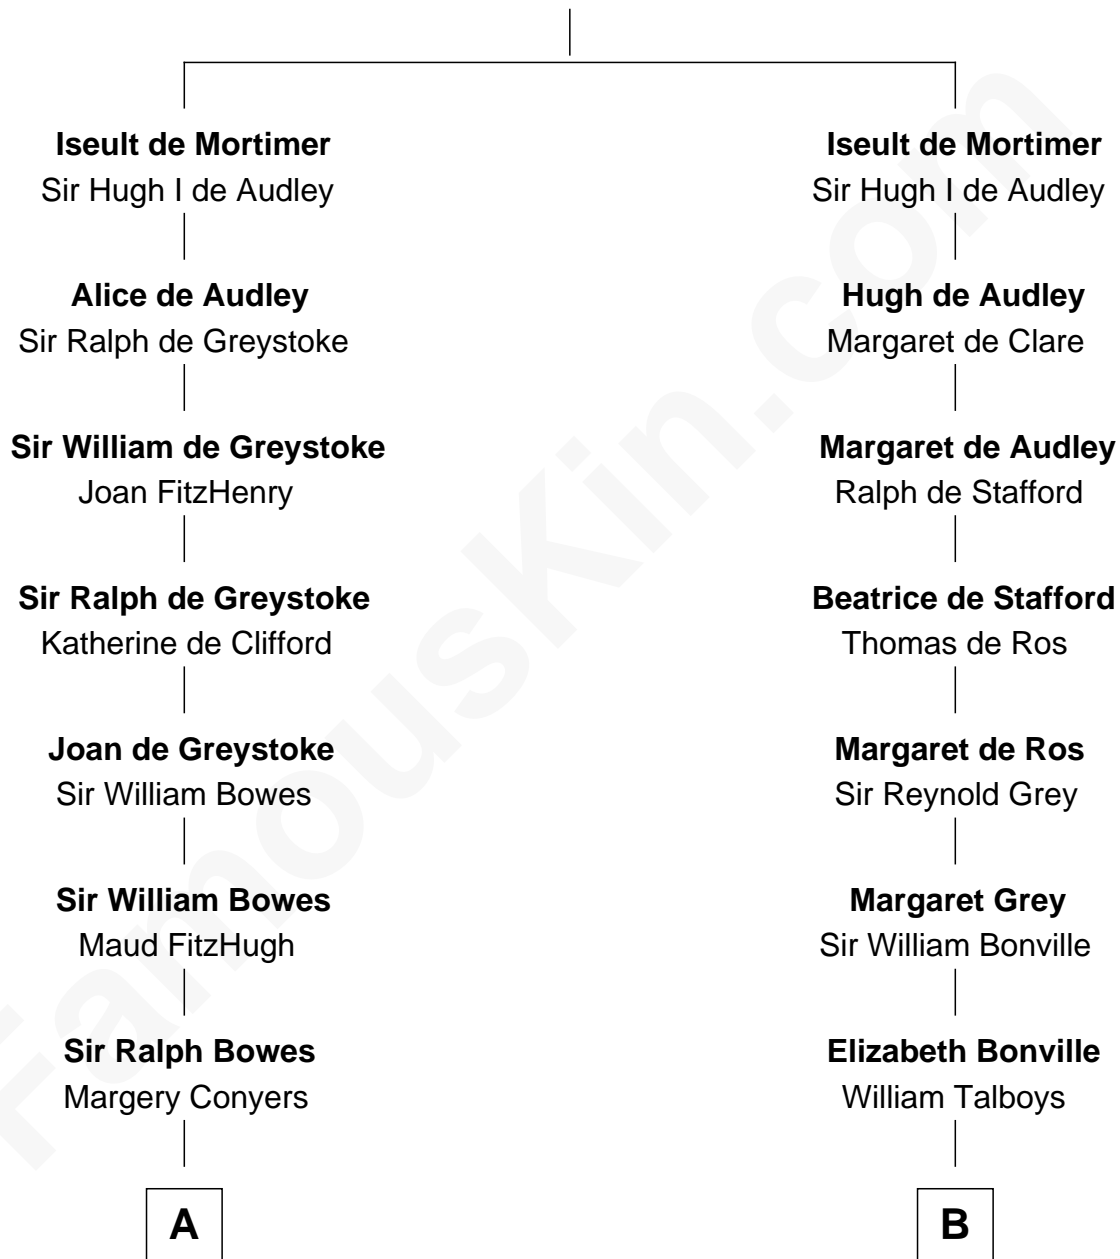 Iseult de Mortimer
Sir Hugh I de Audley
Alice de Audley
Sir Ralph de Greystoke
Sir William de Greystoke
Joan FitzHenry
Sir Ralph de Greystoke
Katherine de Clifford
Joan de Greystoke
Sir William Bowes
Sir William Bowes
Maud FitzHugh
Sir Ralph Bowes
Margery Conyers
A
Iseult de Mortimer
Sir Hugh I de Audley
Hugh de Audley
Margaret de Clare
Margaret de Audley
Ralph de Stafford
Beatrice de Stafford
Thomas de Ros
Margaret de Ros
Sir Reynold Grey
Margaret Grey
Sir William Bonville
Elizabeth Bonville
William Talboys
B
FamousKin.com